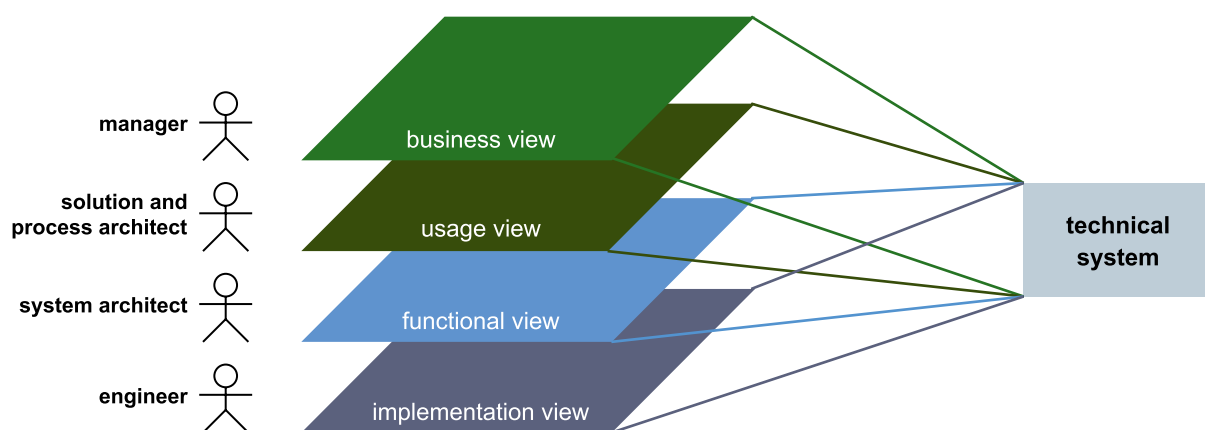 manager
business view
solution and
process architect
usage view
technical
system
system architect
functional view
engineer
implementation view